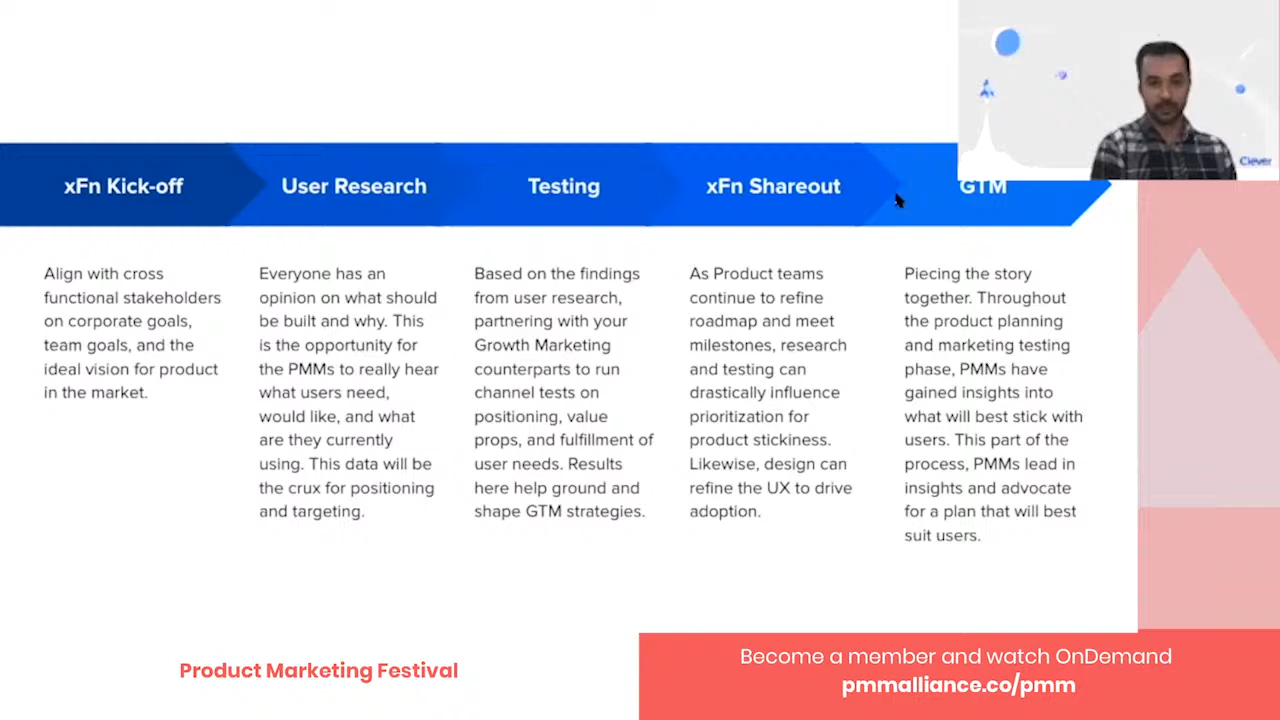 Clever
xFn Kick-off
User Research
Testing
xFn Shareout
GTM
Align with cross
functional stakeholders
on corporate goals,
team goals, and the
ideal vision for product
in the market.
Everyone has an
opinion on what should
be built and why. This
is the opportunity for
the PMMs to really hear
what users need,
would like, and what
are they currently
using. This data will be
the crux for positioning
and targeting.
Based on the findings
from user research,
partnering with your
Growth Marketing
counterparts to run
channel tests on
positioning, value
props, and fulfillment of
user needs. Results
here help ground and
shape GTM strategies.
As Product teams
continue to refine
roadmap and meet
milestones, research
and testing can
drastically influence
prioritization for
product stickiness.
Likewise, design can
refine the UX to drive
adoption.
Piecing the story
together. Throughout
the product planning
and marketing testing
phase, PMMs have
gained insights into
what will best stick with
users. This part of the
process, PMMs lead in
insights and advocate
for a plan that will best
suit users.
Product Marketing Festival
Become a member and watch OnDemand
pmmalliance.co/pmm